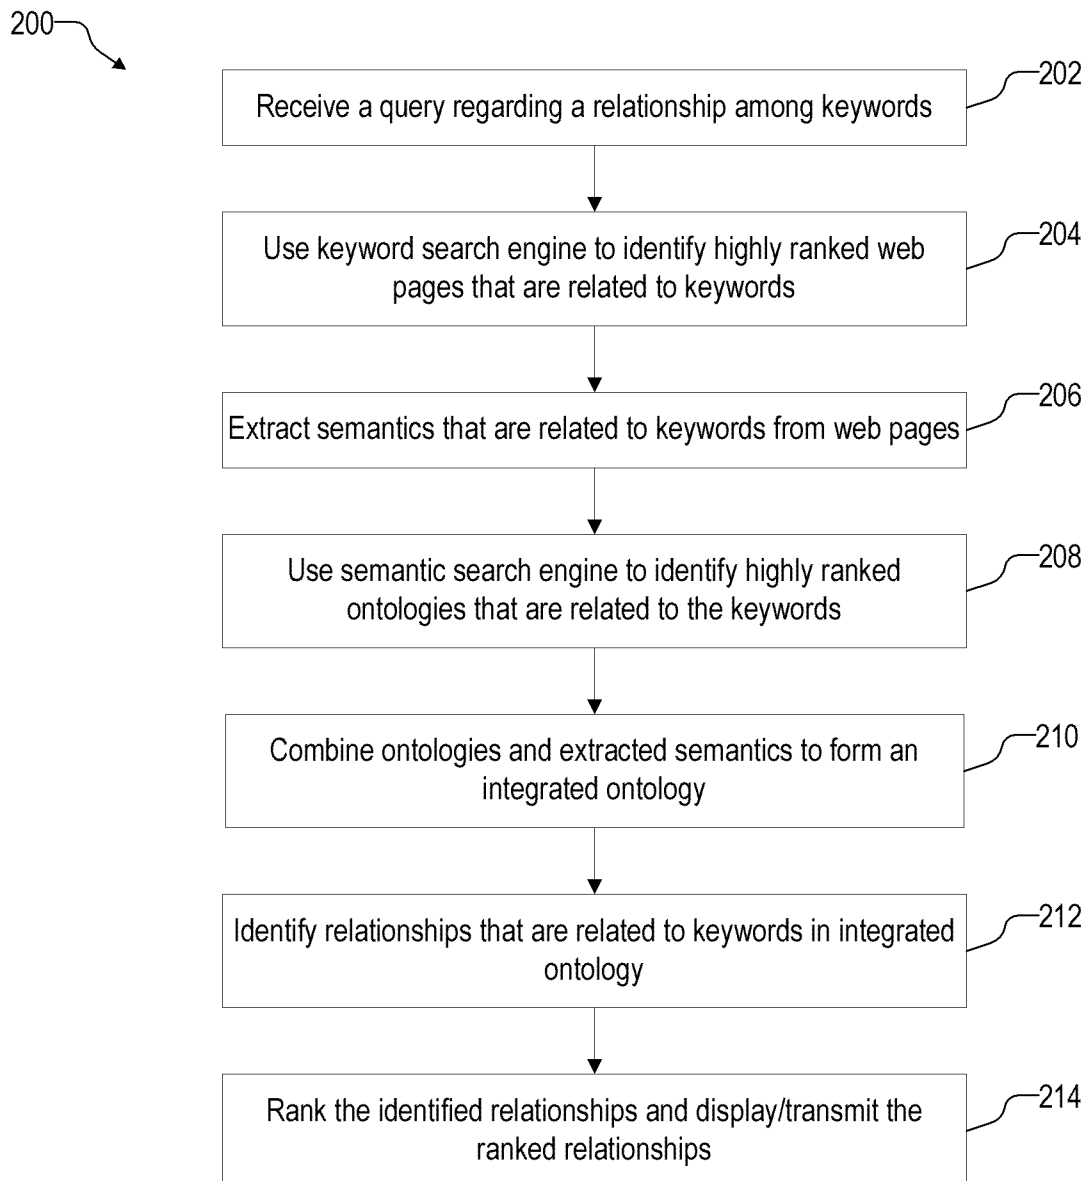 200
202
Receive a query regarding a relationship among keywords
204
Use keyword search engine to identify highly ranked web
pages that are related to keywords
206
Extract semantics that are related to keywords from web pages
208
Use semantic search engine to identify highly ranked
ontologies that are related to the keywords
210
Combine ontologies and extracted semantics to form an
integrated ontology
212
Identify relationships that are related to keywords in integrated
ontology
214
Rank the identified relationships and display/transmit the
ranked relationships